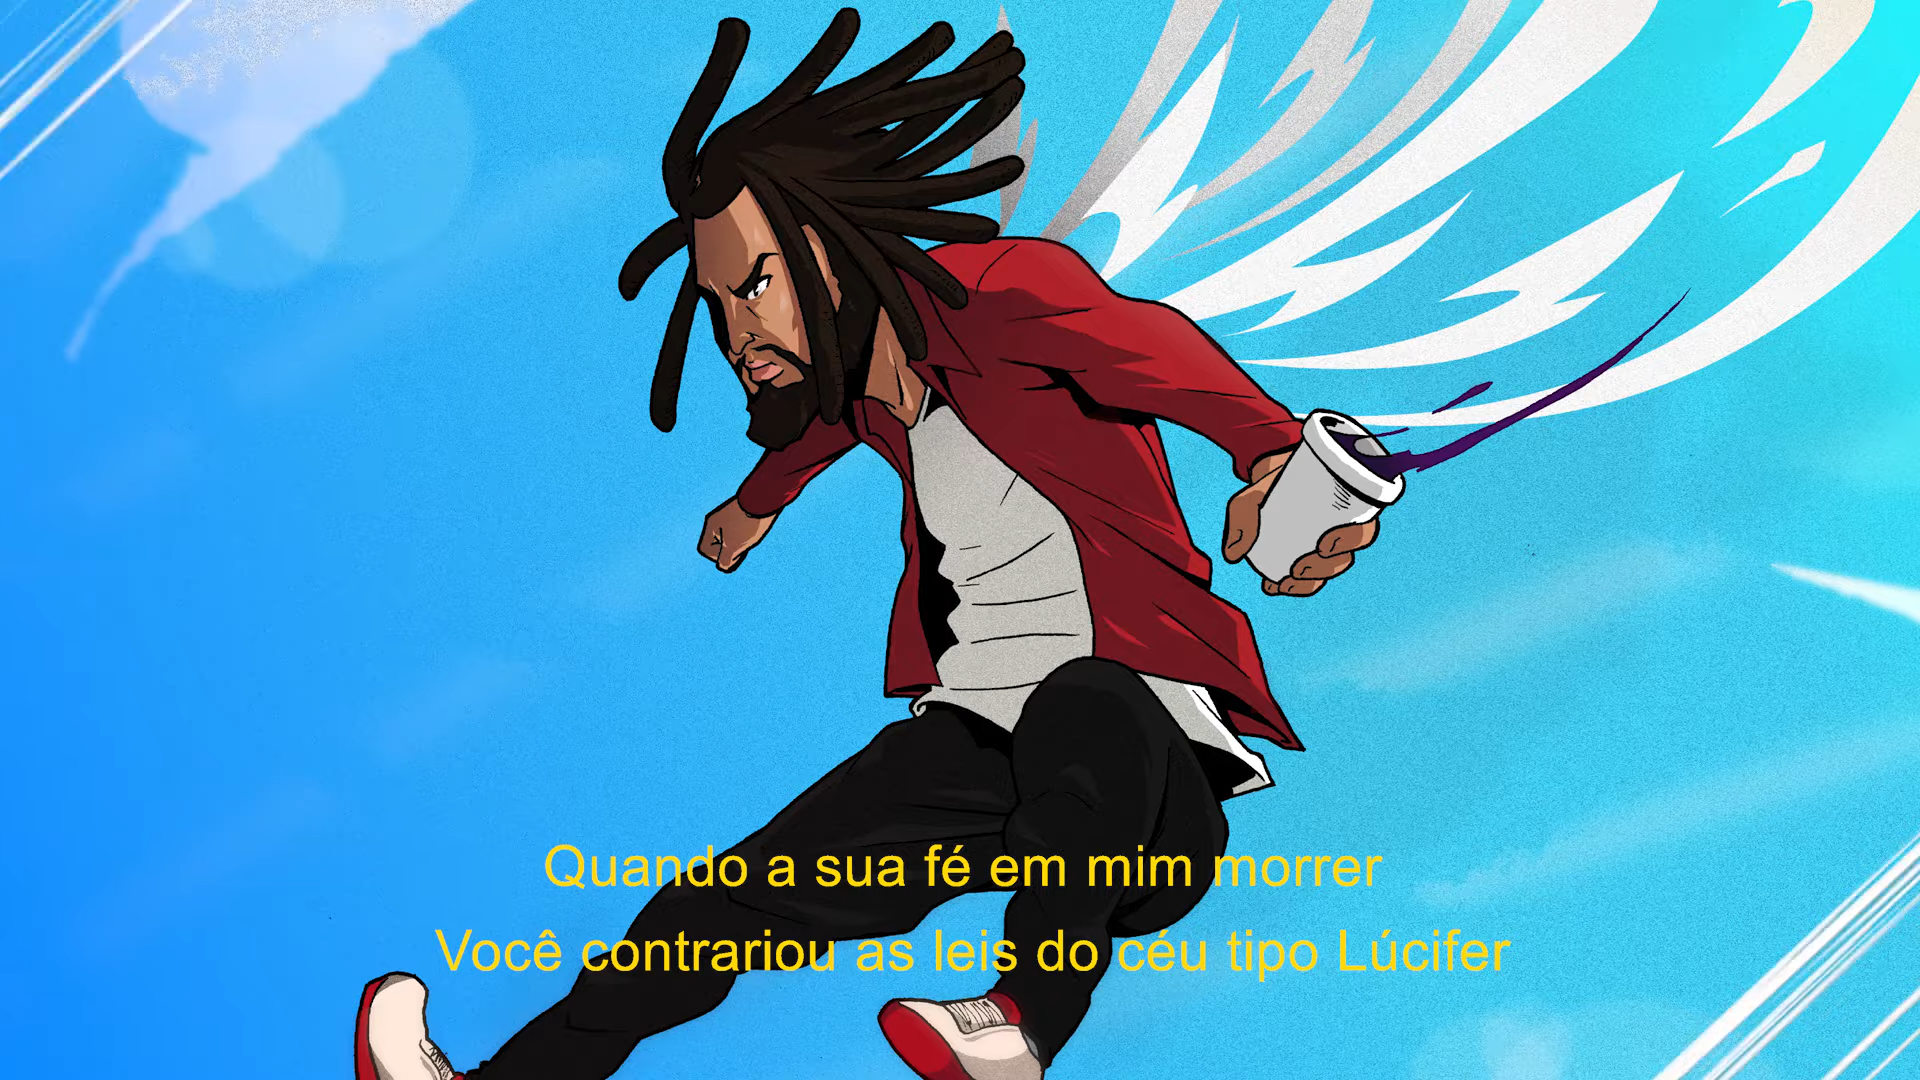 Quando a sua fé em mim morrer
Você contrariou as leis do céu tipo Lúcifer